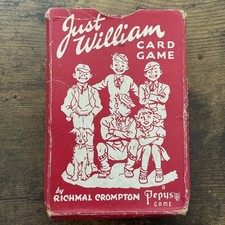 Just
William
CARD
GAME
by
RICHMAL CROMPTON
A
Pepys
GAME